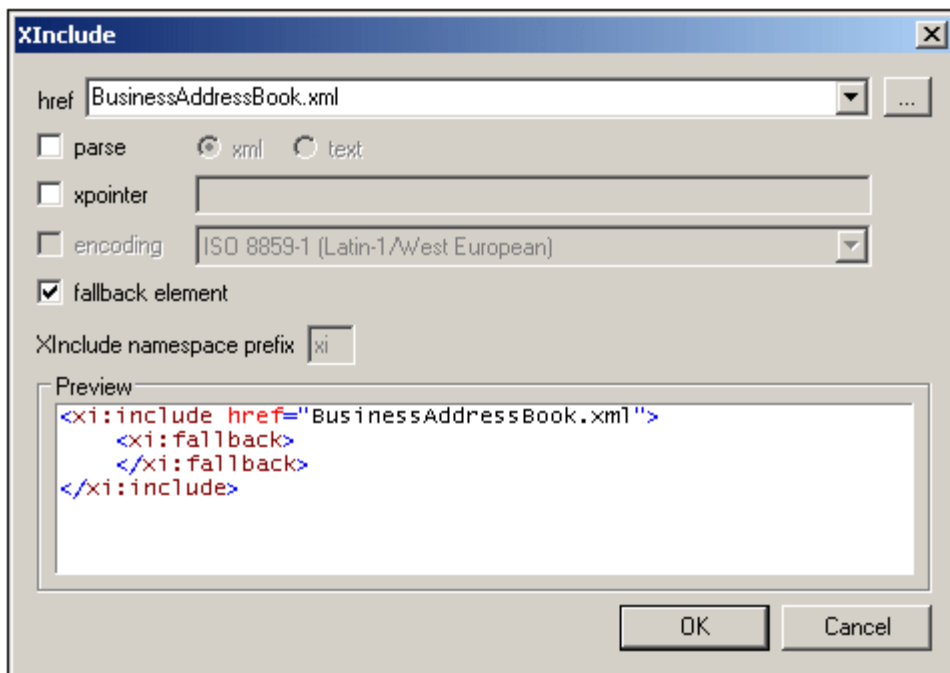 XInclude
href BusinessAddressBook.xml ...
parse xml text
xpointer
encoding ISO 8859-1 (Latin-1/West European)
fallback element
XInclude namespace prefix xi
Preview
<xi:include href="BusinessAddressBook.xml">
    <xi:fallback>
    </xi:fallback>
</xi:include>
OK Cancel